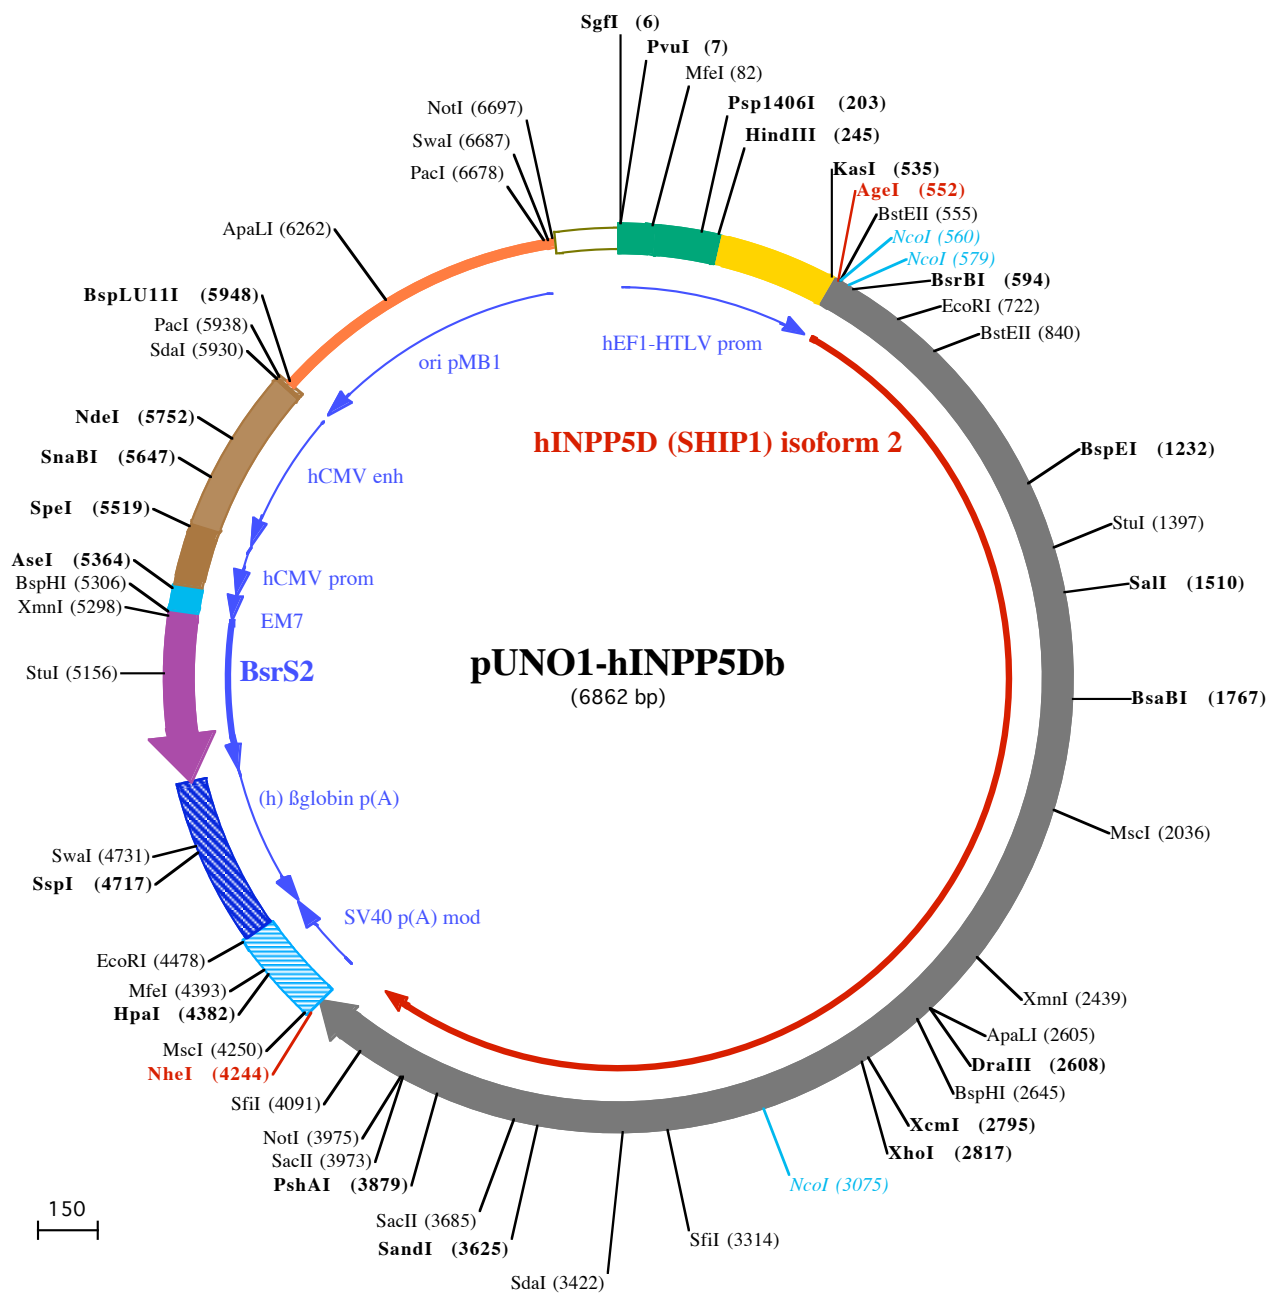 SgfI (6)
PvuI (7)
MfeI (82)
Psp1406I (203)
HindIII (245)
KasI (535)
AgeI (552)
BstEII (555)
NcoI (560)
NcoI (579)
BsrBI (594)
EcoRI (722)
BstEII (840)
BspEI (1232)
StuI (1397)
SalI (1510)
BsaBI (1767)
MscI (2036)
XmnI (2439)
ApaLI (2605)
DraIII (2608)
BspHI (2645)
XcmI (2795)
XhoI (2817)
NcoI (3075)
SfiI (3314)
SdaI (3422)
SandI (3625)
SacII (3685)
PshAI (3879)
SacII (3973)
NotI (3975)
SfiI (4091)
NheI (4244)
MscI (4250)
HpaI (4382)
MfeI (4393)
EcoRI (4478)
SspI (4717)
SwaI (4731)
StuI (5156)
XmnI (5298)
BspHI (5306)
AseI (5364)
SpeI (5519)
SnaBI (5647)
NdeI (5752)
SdaI (5930)
PacI (5938)
BspLU11I (5948)
ApaLI (6262)
PacI (6678)
SwaI (6687)
NotI (6697)
hEF1-HTLV prom
ori pMB1
hINPP5D (SHIP1) isoform 2
hCMV enh
hCMV prom
EM7
BsrS2
pUNO1-hINPP5Db
(6862 bp)
(h) ßglobin p(A)
SV40 p(A) mod
150